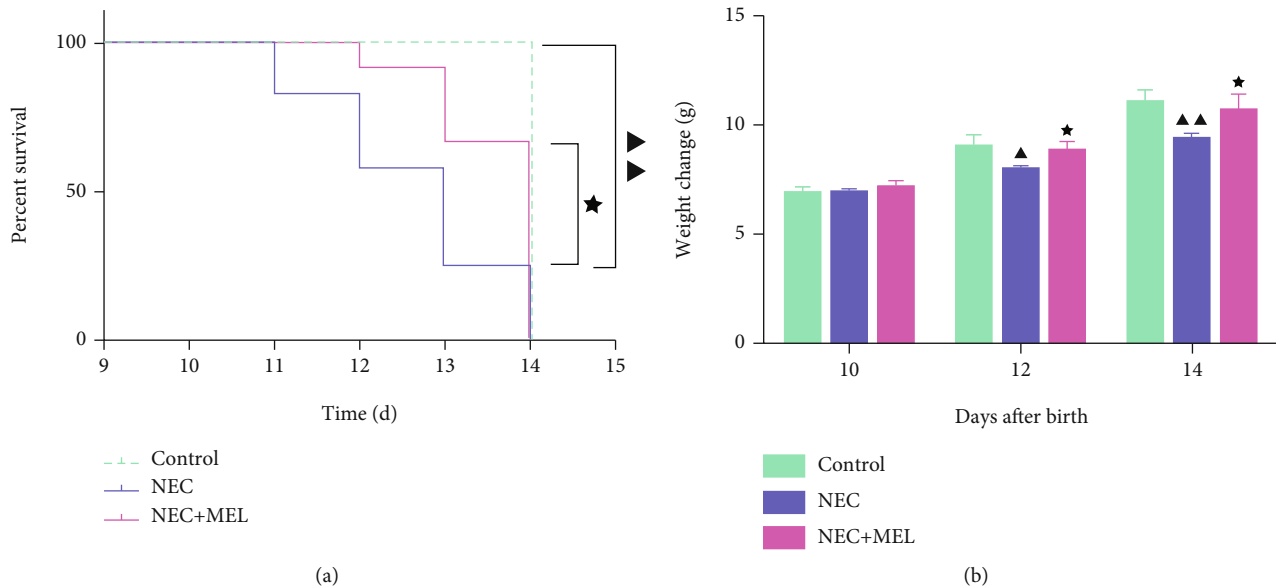 100
50
0
Percent survival
9 10 11 12 13 14 15
Time (d)
Control
NEC
NEC+MEL
(a)
15
10
5
0
Weight change (g)
10 12 14
Days after birth
Control
NEC
NEC+MEL
(b)